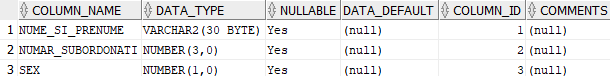 COLUMN_NAME DATA_TYPE NULLABLE DATA_DEFAULT COLUMN_ID COMMENTS
1 NUME_SI_PRENUME VARCHAR2(30 BYTE) Yes (null) 1 (null)
2 NUMAR_SUBORDONATI NUMBER(3,0) Yes (null) 2 (null)
3 SEX NUMBER(1,0) Yes (null) 3 (null)